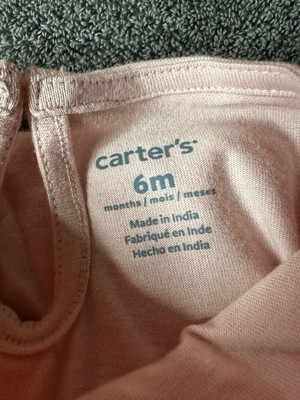 carter's
6m
months / mois / meses
Made in India
Fabriqué en Inde
Hecho en India